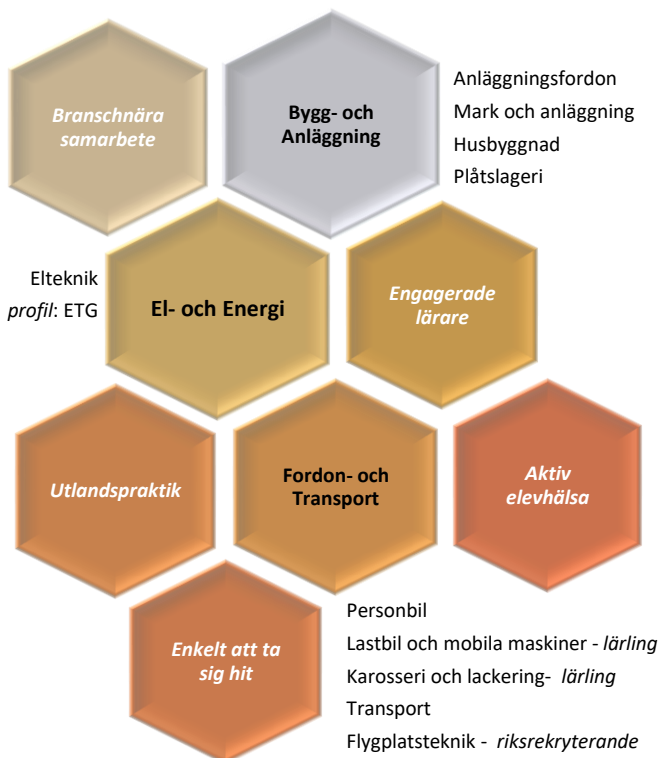 Branschnära
samarbete
Bygg- och
Anläggning
Anläggningsfordon
Mark och anläggning
Husbyggnad
Plåtslageri
Elteknik
profil: ETG
El- och Energi
Engagerade
lärare
Utlandspraktik
Fordon- och
Transport
Aktiv
elevhälsa
Enkelt att ta
sig hit
Personbil
Lastbil och mobila maskiner - lärling
Karosseri och lackering- lärling
Transport
Flygplatsteknik - riksrekryterande